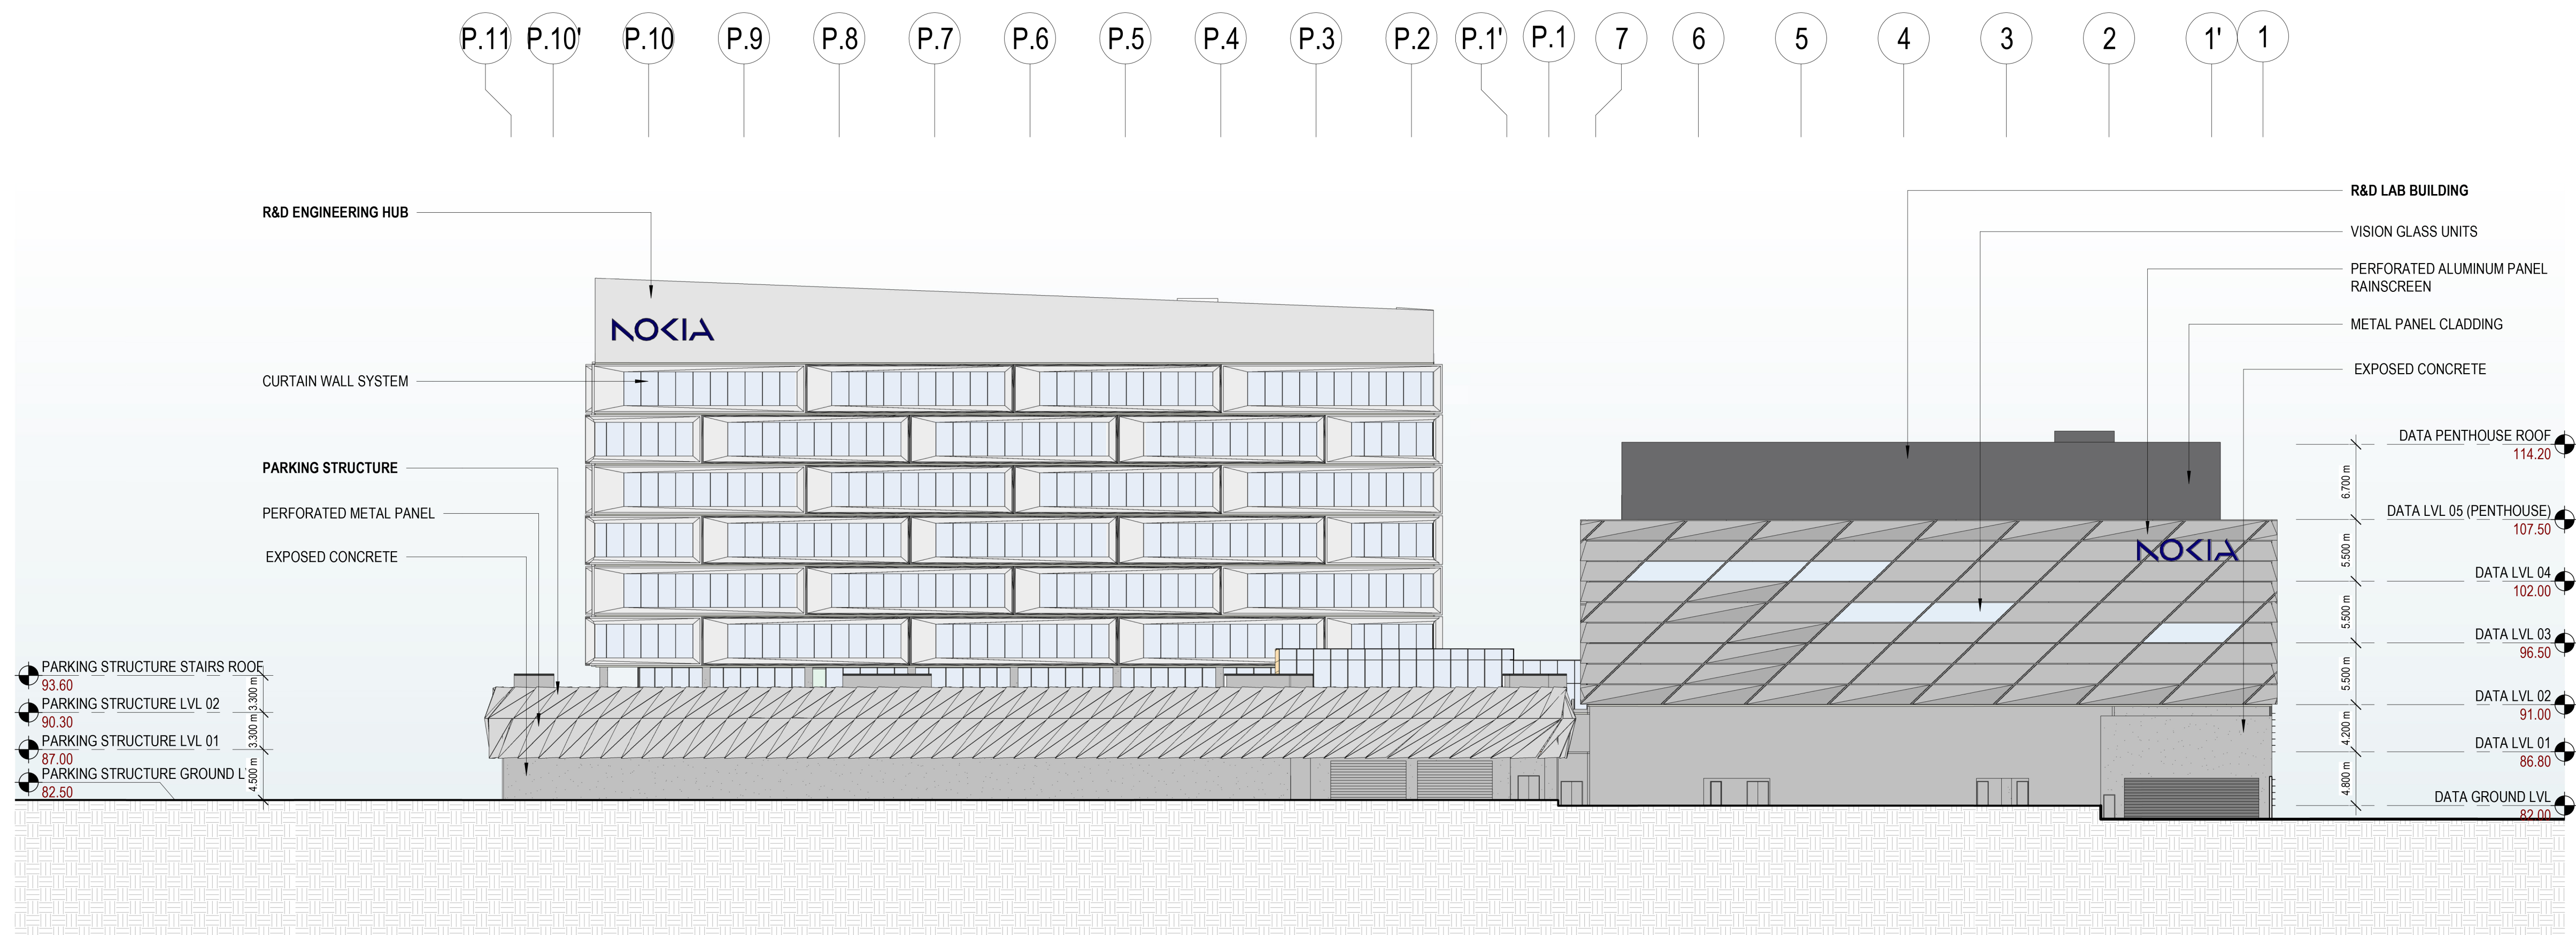 P.11 P.10' P.10 P.9 P.8 P.7 P.6 P.5 P.4 P.3 P.2 P.1' P.1 7 6 5 4 3 2 1' 1
R&D ENGINEERING HUB
CURTAIN WALL SYSTEM
PARKING STRUCTURE
PERFORATED METAL PANEL
EXPOSED CONCRETE
PARKING STRUCTURE STAIRS ROOF
93.60
PARKING STRUCTURE LVL 02
90.30
PARKING STRUCTURE LVL 01
87.00
PARKING STRUCTURE GROUND L
82.50
3.300 m
3.300 m
4.500 m
NOKIA
NOKIA
R&D LAB BUILDING
VISION GLASS UNITS
PERFORATED ALUMINUM PANEL
RAINSCREEN
METAL PANEL CLADDING
EXPOSED CONCRETE
DATA PENTHOUSE ROOF
114.20
DATA LVL 05 (PENTHOUSE)
107.50
DATA LVL 04
102.00
DATA LVL 03
96.50
DATA LVL 02
91.00
DATA LVL 01
86.80
DATA GROUND LVL
82.00
6.700 m
5.500 m
5.500 m
5.500 m
4.200 m
4.800 m